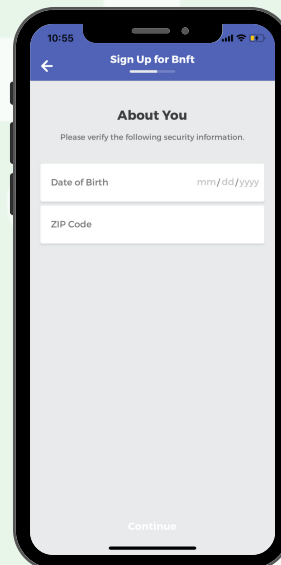 10:55
Sign Up for Bnft
About You
Please verify the following security information.
Date of Birth mm/dd/yyyy
ZIP Code
Continue